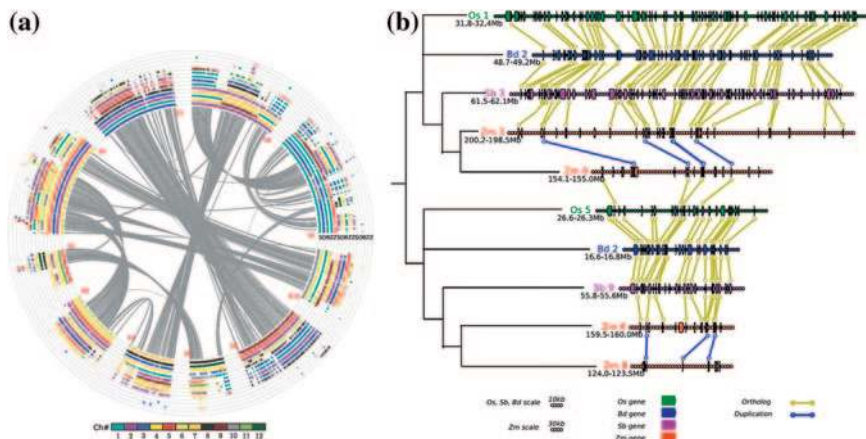 (a)
Ch#
1 2 3 4 5 6 7 8 9 10 11 12
(b)
Os 1
31.8-32.4Mb
Bd 2
48.7-49.2Mb
Sb 3
61.5-62.1Mb
Zm 3
200.2-198.5Mb
154.1-155.0Mb
Os 5
26.6-26.3Mb
Bd 2
16.6-16.8Mb
Sb 9
55.8-55.6Mb
159.5-160.0Mb
Zm 8
124.0-123.5Mb
Os, Sb, Bd scale 10kb
Zm scale 30kb
Os gene
Bd gene
Sb gene
Zm gene
Ortholog
Duplication